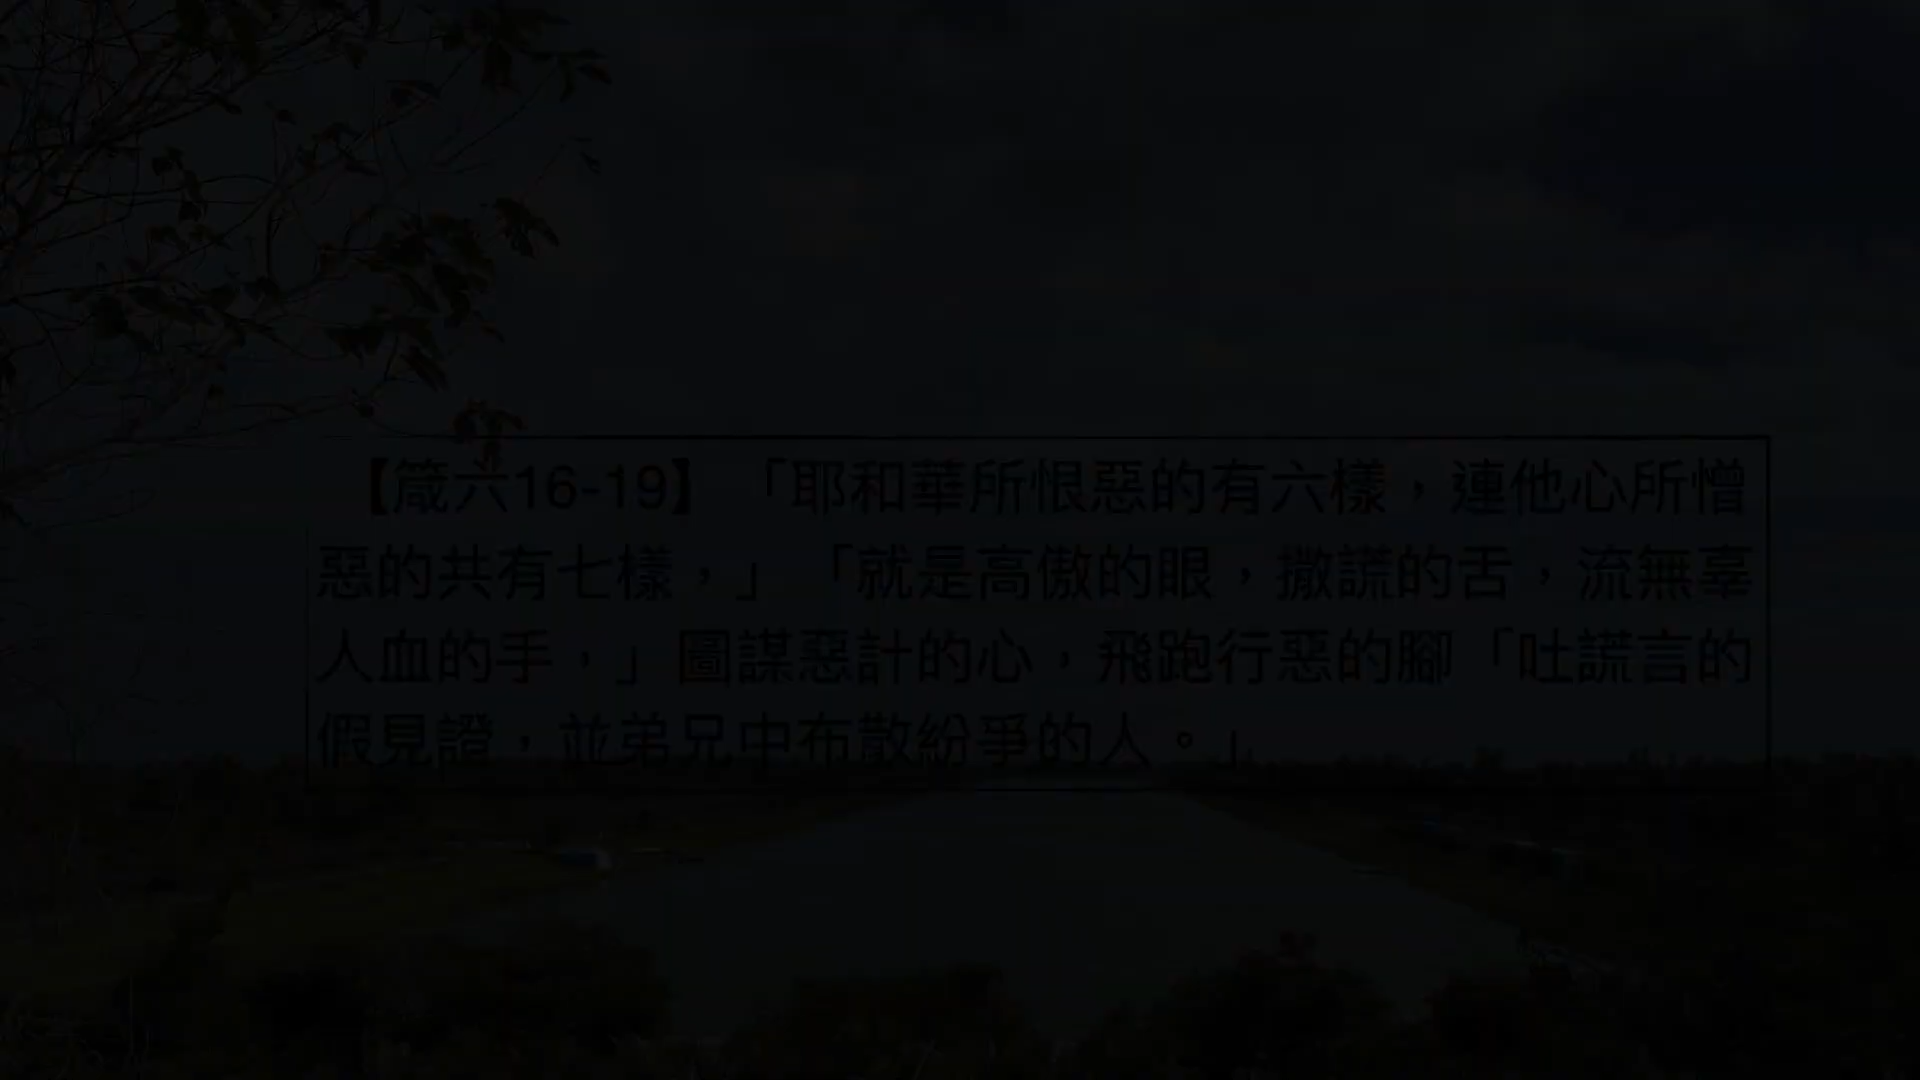 【箴六16-19】 「耶和華所恨惡的有六樣，連他心所憎
惡的共有七樣，」「就是高傲的眼，撒謊的舌，流無辜
人血的手，」圖謀惡計的心，飛跑行惡的腳「吐謊言的
假見證，並弟兄中布散紛爭的人。」